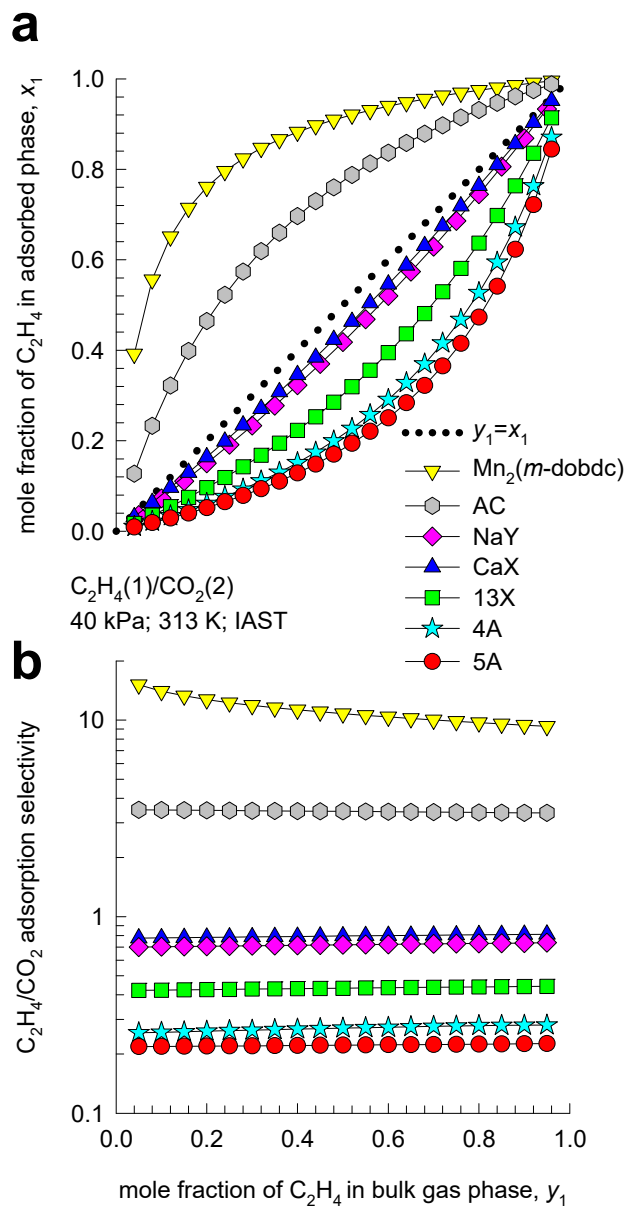 a
1.0
0.8
0.6
0.4
0.2
0.0
mole fraction of C₂H₄ in adsorbed phase, x₁
y₁=x₁
Mn₂(m-dobdc)
AC
NaY
CaX
13X
4A
5A
C₂H₄(1)/CO₂(2)
40 kPa; 313 K; IAST
b
10
1
0.1
C₂H₄/CO₂ adsorption selectivity
0.0 0.2 0.4 0.6 0.8 1.0
mole fraction of C₂H₄ in bulk gas phase, y₁